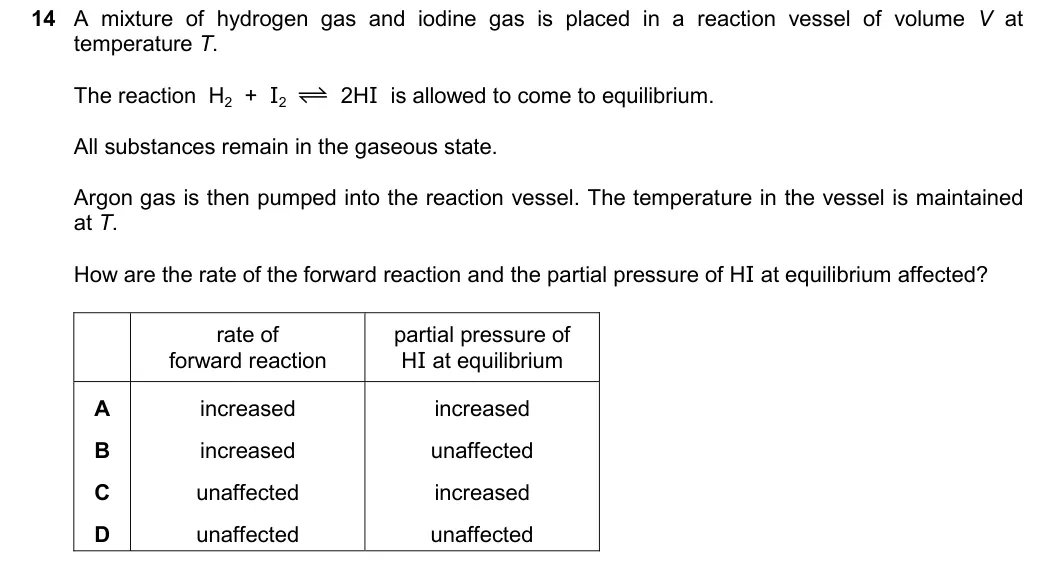 14 A mixture of hydrogen gas and iodine gas is placed in a reaction vessel of volume V at
temperature T.
The reaction H₂ + I₂ ⇌ 2HI is allowed to come to equilibrium.
All substances remain in the gaseous state.
Argon gas is then pumped into the reaction vessel. The temperature in the vessel is maintained
at T.
How are the rate of the forward reaction and the partial pressure of HI at equilibrium affected?
rate of partial pressure of
forward reaction HI at equilibrium
A increased increased
B increased unaffected
C unaffected increased
D unaffected unaffected